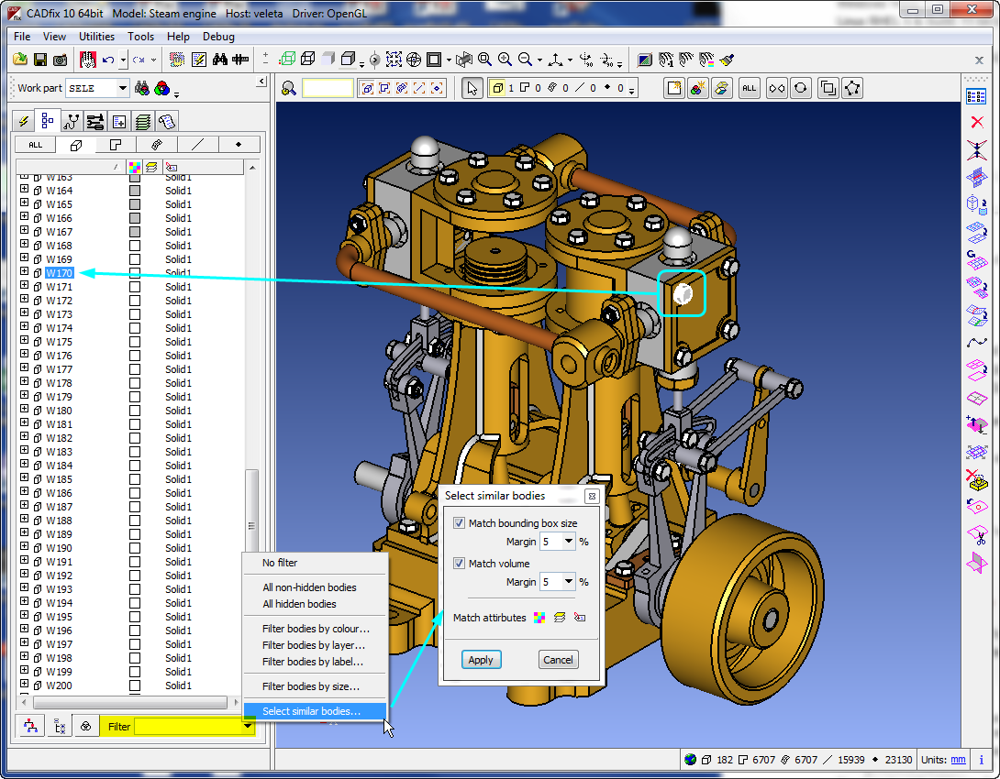 CADfix 10 64bit Model: Steam engine Host: veleta Driver: OpenGL
File View Utilities Tools Help Debug
Work part SELE
1 0 0 0 0
ALL
ALL
W163 Solid1
W164 Solid1
W165 Solid1
W166 Solid1
W167 Solid1
W168 Solid1
W169 Solid1
W170 Solid1
W171 Solid1
W172 Solid1
W173 Solid1
W174 Solid1
W175 Solid1
W176 Solid1
W177 Solid1
W178 Solid1
W179 Solid1
W180 Solid1
W181 Solid1
W182 Solid1
W183 Solid1
W184 Solid1
W185 Solid1
W186 Solid1
W187 Solid1
W188 Solid1
W189 Solid1
W190 Solid1
W191 Solid1
W192 Solid1
W193 Solid1
W194 Solid1
W195 Solid1
W196 Solid1
W197 Solid1
W198 Solid1
W199 Solid1
W200 Solid1
Filter
No filter
All non-hidden bodies
All hidden bodies
Filter bodies by colour...
Filter bodies by layer...
Filter bodies by label...
Filter bodies by size...
Select similar bodies...
Select similar bodies
Match bounding box size
Margin 5 %
Match volume
Margin 5 %
Match attributes
Apply Cancel
182 6707 6707 15939 23130 Units: mm i